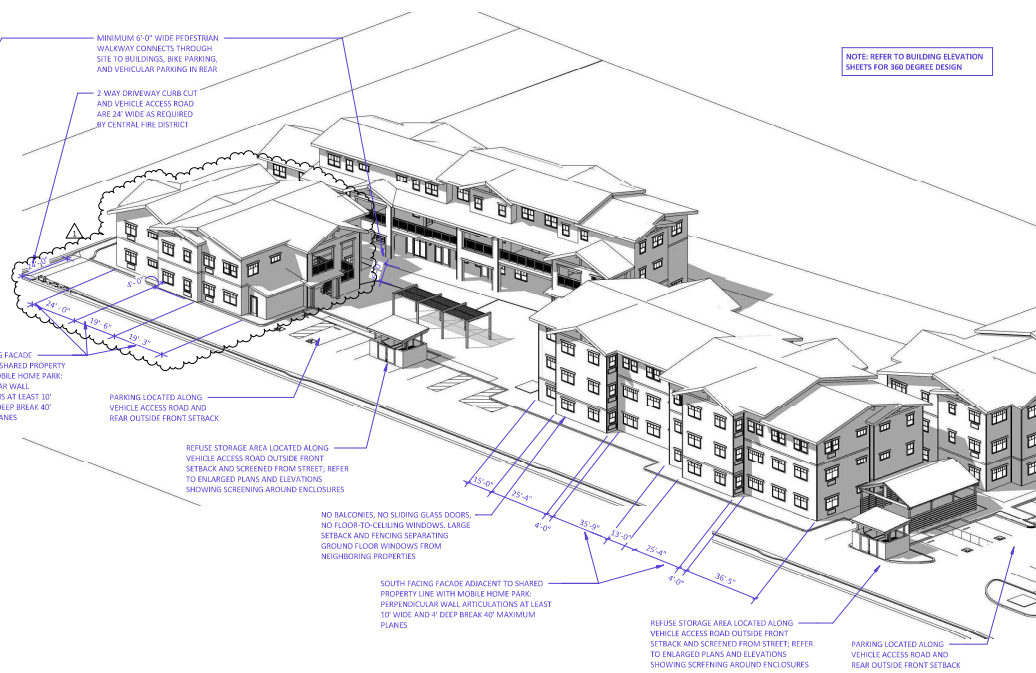 MINIMUM 6'-0" WIDE PEDESTRIAN
WALKWAY CONNECTS THROUGH
SITE TO BUILDINGS, BIKE PARKING,
AND VEHICULAR PARKING IN REAR
NOTE: REFER TO BUILDING ELEVATION
SHEETS FOR 360 DEGREE DESIGN
2-WAY DRIVEWAY CURB CUT
AND VEHICLE ACCESS ROAD
ARE 24' WIDE AS REQUIRED
BY CENTRAL FIRE DISTRICT
1
5'-0"
24'-0"
19'-6"
19'-3"
FACADE
SHARED PROPERTY
OBILE HOME PARK:
AR WALL
S AT LEAST 10'
DEEP BREAK 40'
ANES
PARKING LOCATED ALONG
VEHICLE ACCESS ROAD AND
REAR OUTSIDE FRONT SETBACK
REFUSE STORAGE AREA LOCATED ALONG
VEHICLE ACCESS ROAD OUTSIDE FRONT
SETBACK AND SCREENED FROM STREET; REFER
TO ENLARGED PLANS AND ELEVATIONS
SHOWING SCREENING AROUND ENCLOSURES
15'-0"
25'-4"
4'-0"
35'-9"
13'-0"
25'-4"
4'-0"
36'-5"
NO BALCONIES, NO SLIDING GLASS DOORS,
NO FLOOR-TO-CELILING WINDOWS. LARGE
SETBACK AND FENCING SEPARATING
GROUND FLOOR WINDOWS FROM
NEIGHBORING PROPERTIES
SOUTH FACING FACADE ADJACENT TO SHARED
PROPERTY LINE WITH MOBILE HOME PARK:
PERPENDICULAR WALL ARTICULATIONS AT LEAST
10' WIDE AND 4' DEEP BREAK 40' MAXIMUM
PLANES
REFUSE STORAGE AREA LOCATED ALONG
VEHICLE ACCESS ROAD OUTSIDE FRONT
SETBACK AND SCREENED FROM STREET; REFER
TO ENLARGED PLANS AND ELEVATIONS
SHOWING SCREENING AROUND ENCLOSURES
PARKING LOCATED ALONG
VEHICLE ACCESS ROAD AND
REAR OUTSIDE FRONT SETBACK